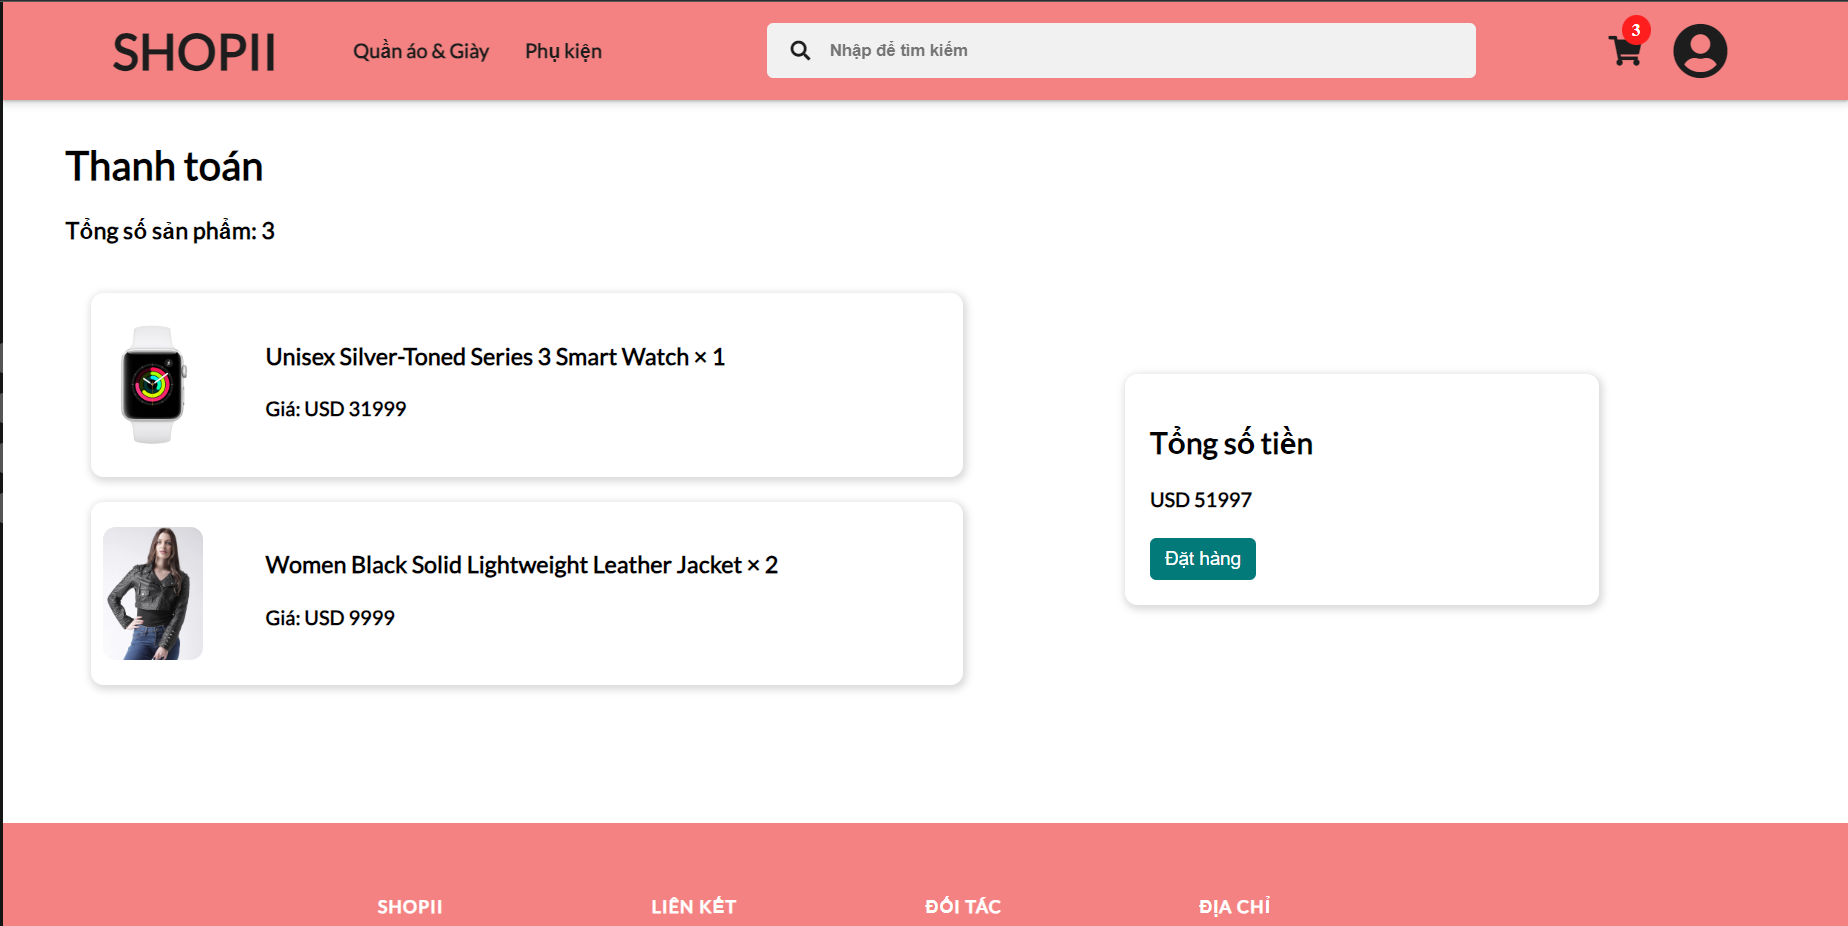 SHOPII
Quần áo & Giày
Phụ kiện
Nhập để tìm kiếm
3
Thanh toán
Tổng số sản phẩm: 3
Unisex Silver-Toned Series 3 Smart Watch × 1
Giá: USD 31999
Women Black Solid Lightweight Leather Jacket × 2
Giá: USD 9999
Tổng số tiền
USD 51997
Đặt hàng
SHOPII
LIÊN KẾT
ĐỐI TÁC
ĐỊA CHỈ